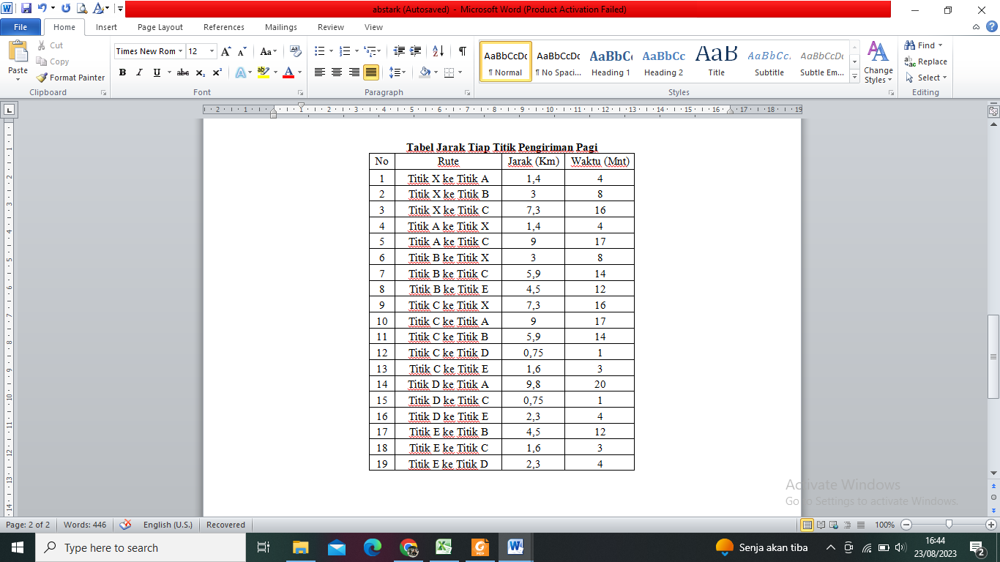 abstark (Autosaved) - Microsoft Word (Product Activation Failed)
File Home Insert Page Layout References Mailings Review View
Paste
Cut
Copy
Format Painter
Clipboard
Times New Rom 12
Font
Paragraph
AaBbCcDc AaBbCcDc AaBbC AaBbCc AaB AaBbCc. AaBbCcDc
¶ Normal ¶ No Spaci... Heading 1 Heading 2 Title Subtitle Subtle Em...
Styles
Change
Styles
Find
Replace
Select
Editing
Tabel Jarak Tiap Titik Pengiriman Pagi
No Rute Jarak (Km) Waktu (Mnt)
1 Titik X ke Titik A 1,4 4
2 Titik X ke Titik B 3 8
3 Titik X ke Titik C 7,3 16
4 Titik A ke Titik X 1,4 4
5 Titik A ke Titik C 9 17
6 Titik B ke Titik X 3 8
7 Titik B ke Titik C 5,9 14
8 Titik B ke Titik E 4,5 12
9 Titik C ke Titik X 7,3 16
10 Titik C ke Titik A 9 17
11 Titik C ke Titik B 5,9 14
12 Titik C ke Titik D 0,75 1
13 Titik C ke Titik E 1,6 3
14 Titik D ke Titik A 9,8 20
15 Titik D ke Titik C 0,75 1
16 Titik D ke Titik E 2,3 4
17 Titik E ke Titik B 4,5 12
18 Titik E ke Titik C 1,6 3
19 Titik E ke Titik D 2,3 4
Activate Windows
Go to Settings to activate Windows.
Page: 2 of 2 Words: 446 English (U.S.) Recovered 100%
Type here to search
Senja akan tiba
16:44
23/08/2023
2